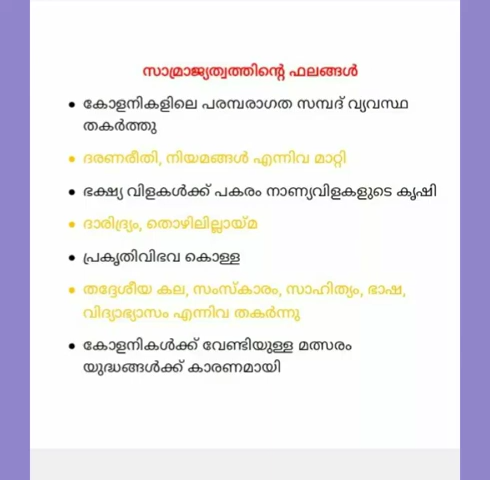 സാമ്രാജ്യത്വത്തിന്റെ ഫലങ്ങൾ
• കോളനികളിലെ പരമ്പരാഗത സമ്പദ് വ്യവസ്ഥ
തകർത്തു
• ദരണരീതി, നിയമങ്ങൾ എന്നിവ മാറ്റി
• ഭക്ഷ്യ വിളകൾക്ക് പകരം നാണ്യവിളകളുടെ കൃഷി
• ദാരിദ്ര്യം, തൊഴിലില്ലായ്മ
• പ്രകൃതിവിഭവ കൊള്ള
• തദ്ദേശീയ കല, സംസ്കാരം, സാഹിത്യം, ഭാഷ,
വിദ്യാഭ്യാസം എന്നിവ തകർന്നു
• കോളനികൾക്ക് വേണ്ടിയുള്ള മത്സരം
യുദ്ധങ്ങൾക്ക് കാരണമായി